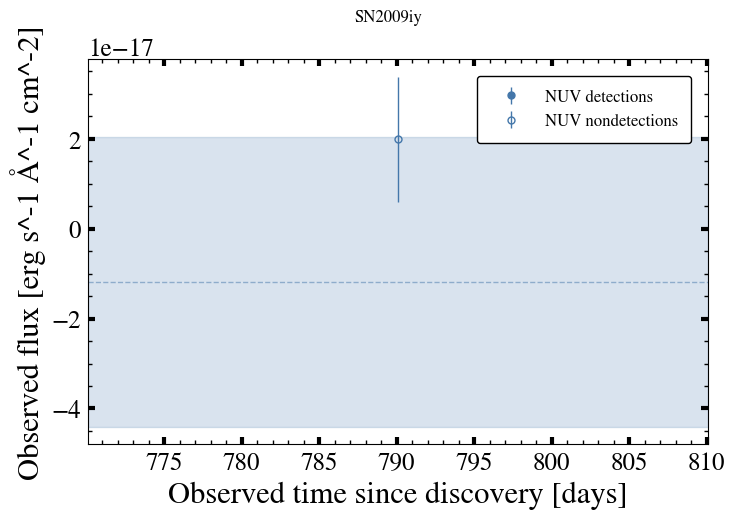 SN2009iy
1e−17
Observed flux [erg s^-1 Å^-1 cm^-2]
2
0
−2
−4
NUV detections
NUV nondetections
775 780 785 790 795 800 805 810
Observed time since discovery [days]